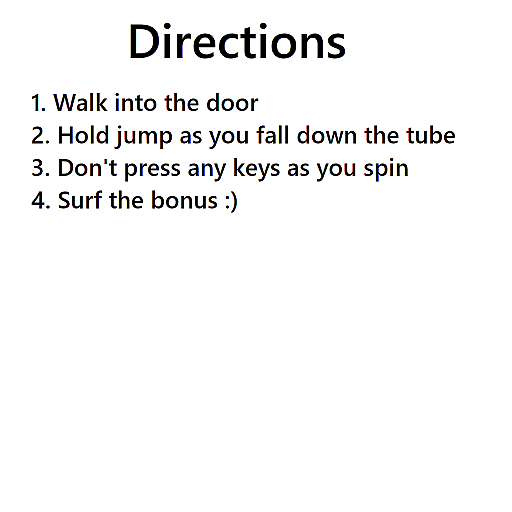 Directions
1. Walk into the door
2. Hold jump as you fall down the tube
3. Don't press any keys as you spin
4. Surf the bonus :)